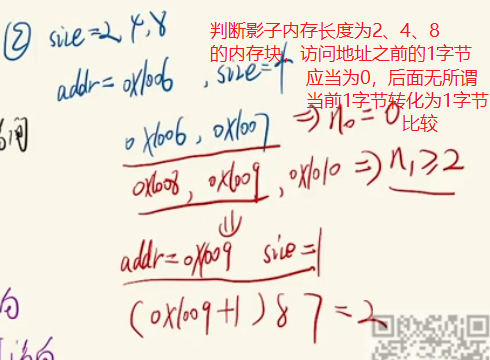 ② size=2,4,8
判断影子内存长度为2、4、8
的内存块，访问地址之前的1字节
应当为0，后面无所谓
当前1字节转化为1字节
比较
addr=0x1006 , size=4
间
0x1006, 0x1007 ⇒ n₀=0
0x1008, 0x1009, 0x1010 ⇒ n₁≥2
⇓
addr=0x1009 size=1
(0x1009+1) & 7=2